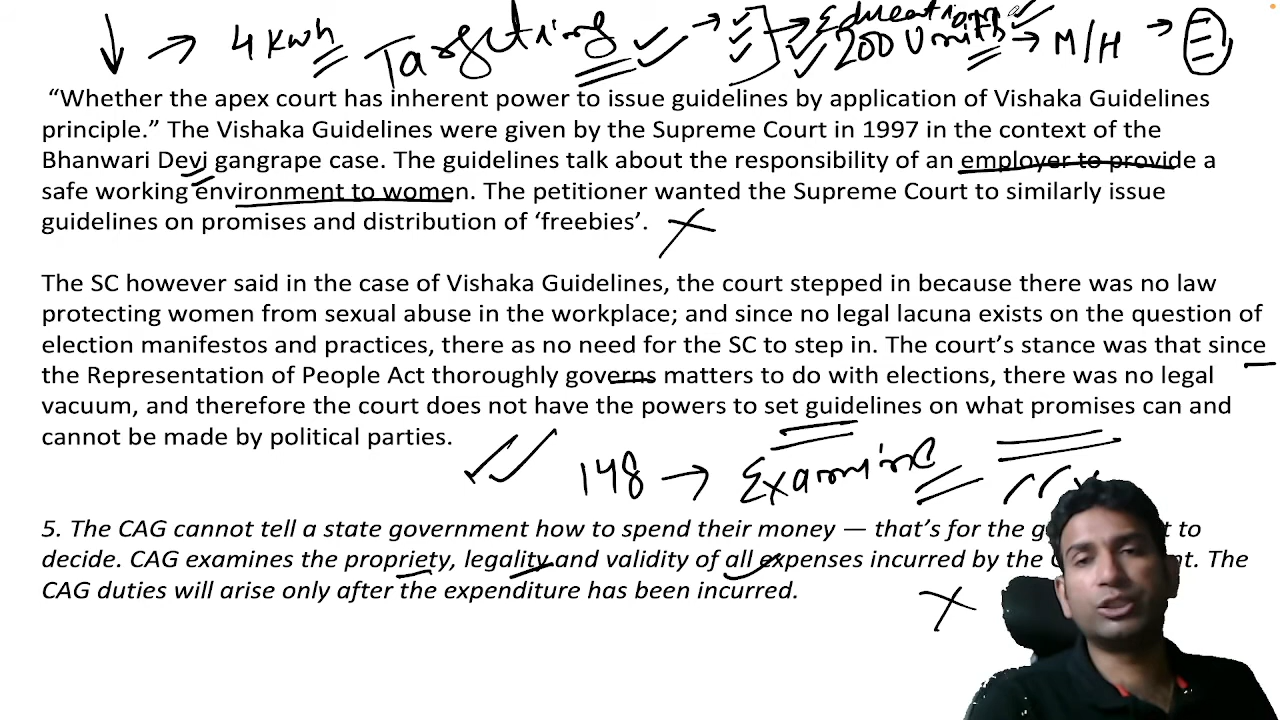 ↓ → 4 Kwh Targeting → Education
200 Units → M/H →
“Whether the apex court has inherent power to issue guidelines by application of Vishaka Guidelines
principle.” The Vishaka Guidelines were given by the Supreme Court in 1997 in the context of the
Bhanwari Devi gangrape case. The guidelines talk about the responsibility of an employer to provide a
safe working environment to women. The petitioner wanted the Supreme Court to similarly issue
guidelines on promises and distribution of ‘freebies’.
The SC however said in the case of Vishaka Guidelines, the court stepped in because there was no law
protecting women from sexual abuse in the workplace; and since no legal lacuna exists on the question of
election manifestos and practices, there as no need for the SC to step in. The court’s stance was that since
the Representation of People Act thoroughly governs matters to do with elections, there was no legal
vacuum, and therefore the court does not have the powers to set guidelines on what promises can and
cannot be made by political parties.
148 → Examine
5. The CAG cannot tell a state government how to spend their money — that’s for the to
decide. CAG examines the propriety, legality and validity of all expenses incurred by the The
CAG duties will arise only after the expenditure has been incurred.